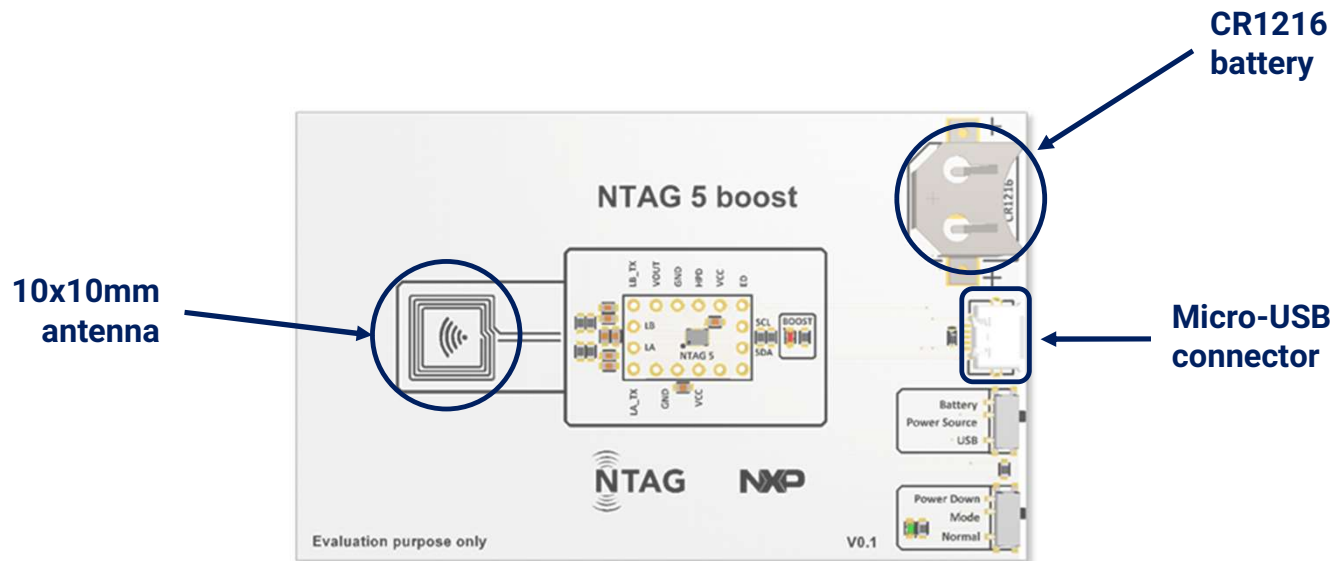 CR1216
battery
NTAG 5 boost
CR1216
LB_TX
VOUT
GND
HPD
VCC
ED
10x10mm
antenna
LB
LA
SCL
SDA
BOOST
NTAG 5
Micro-USB
connector
LA_TX
GND
VCC
Battery
Power Source
USB
NTAG
NXP
Power Down
Mode
Normal
Evaluation purpose only
V0.1